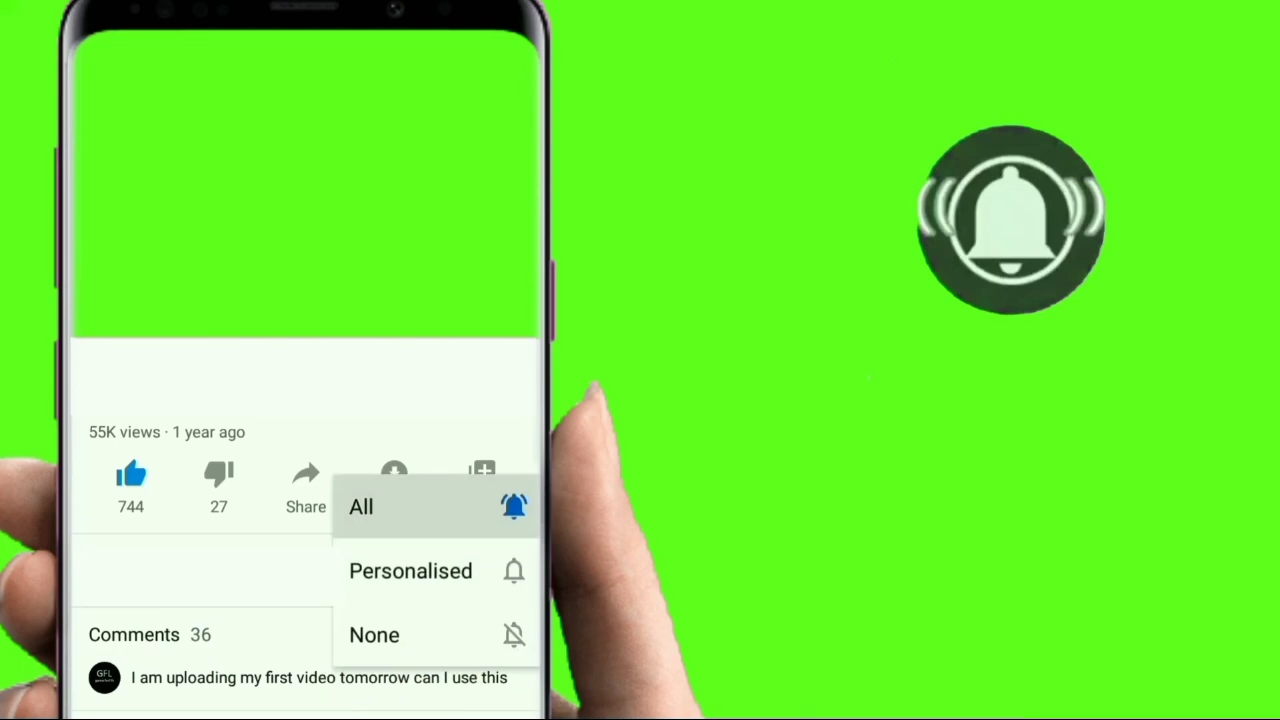 55K views · 1 year ago
744
27
Share
All
Personalised
None
Comments 36
GFL
I am uploading my first video tomorrow can I use this